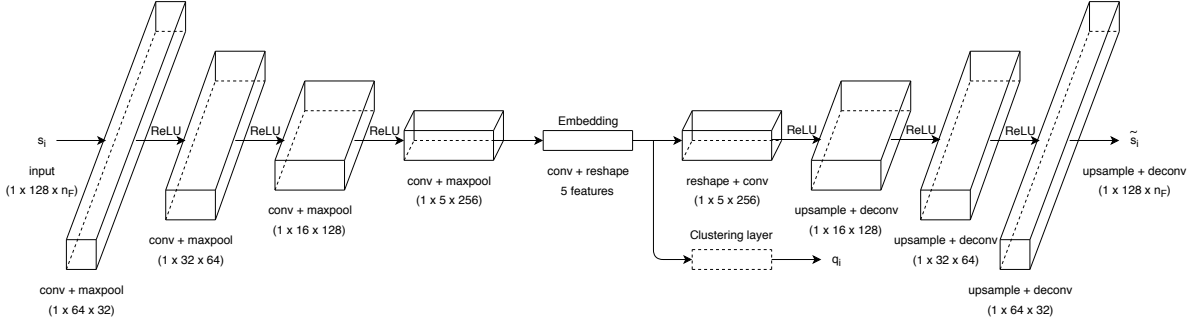 s_i
input
(1 x 128 x n_F)
conv + maxpool
(1 x 64 x 32)
ReLU
conv + maxpool
(1 x 32 x 64)
ReLU
conv + maxpool
(1 x 16 x 128)
ReLU
conv + maxpool
(1 x 5 x 256)
Embedding
conv + reshape
5 features
Clustering layer
q_i
reshape + conv
(1 x 5 x 256)
ReLU
upsample + deconv
(1 x 16 x 128)
ReLU
upsample + deconv
(1 x 32 x 64)
ReLU
upsample + deconv
(1 x 64 x 32)
s̃_i
upsample + deconv
(1 x 128 x n_F)